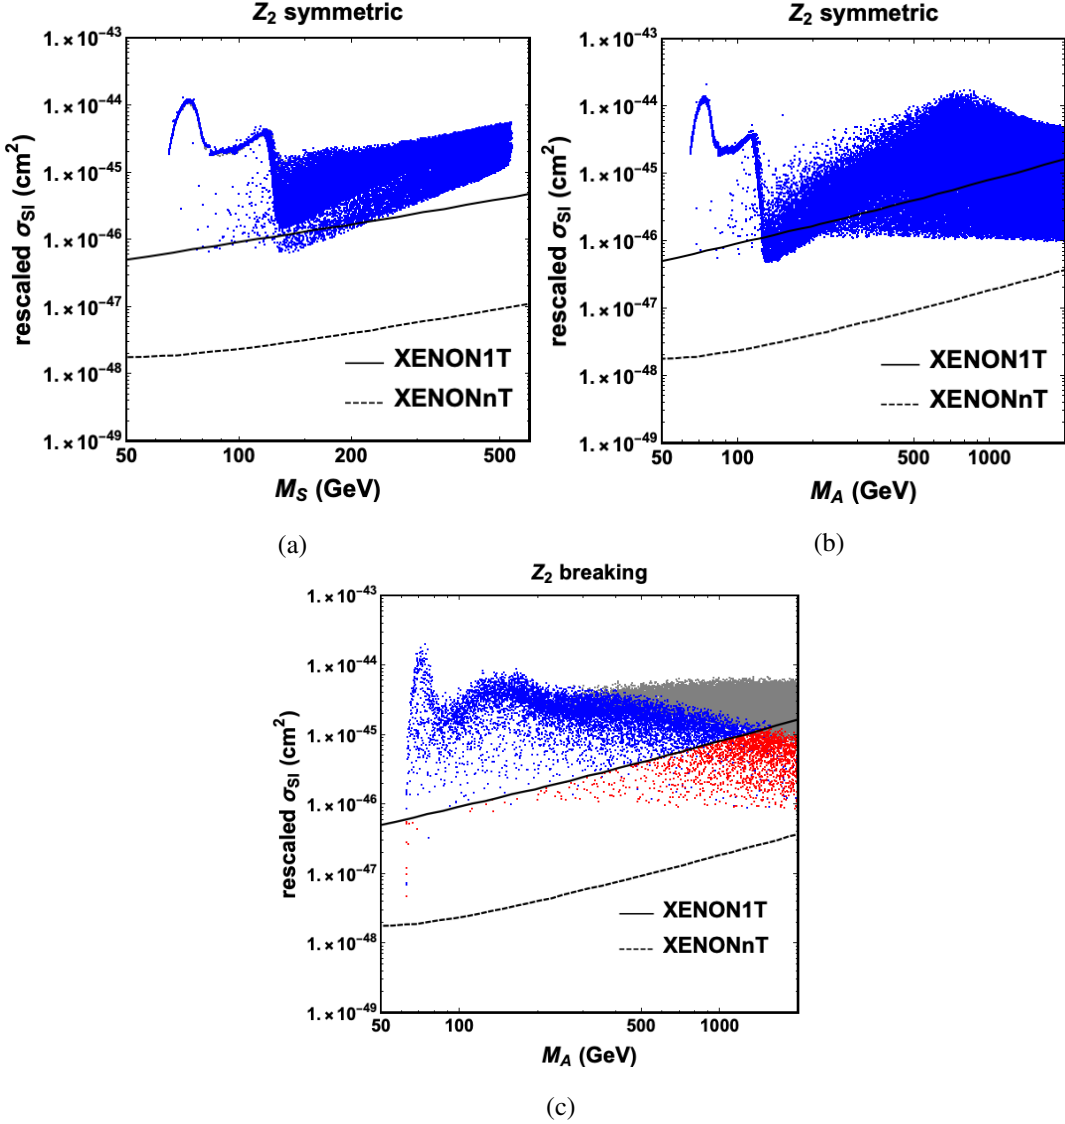 Z2 symmetric
rescaled σSI (cm²)
1.×10⁻⁴³
1.×10⁻⁴⁴
1.×10⁻⁴⁵
1.×10⁻⁴⁶
1.×10⁻⁴⁷
1.×10⁻⁴⁸
1.×10⁻⁴⁹
XENON1T
XENONnT
50 100 200 500
MS (GeV)
(a)
Z2 symmetric
rescaled σSI (cm²)
1.×10⁻⁴³
1.×10⁻⁴⁴
1.×10⁻⁴⁵
1.×10⁻⁴⁶
1.×10⁻⁴⁷
1.×10⁻⁴⁸
1.×10⁻⁴⁹
XENON1T
XENONnT
50 100 500 1000
MA (GeV)
(b)
Z2 breaking
rescaled σSI (cm²)
1.×10⁻⁴³
1.×10⁻⁴⁴
1.×10⁻⁴⁵
1.×10⁻⁴⁶
1.×10⁻⁴⁷
1.×10⁻⁴⁸
1.×10⁻⁴⁹
XENON1T
XENONnT
50 100 500 1000
MA (GeV)
(c)